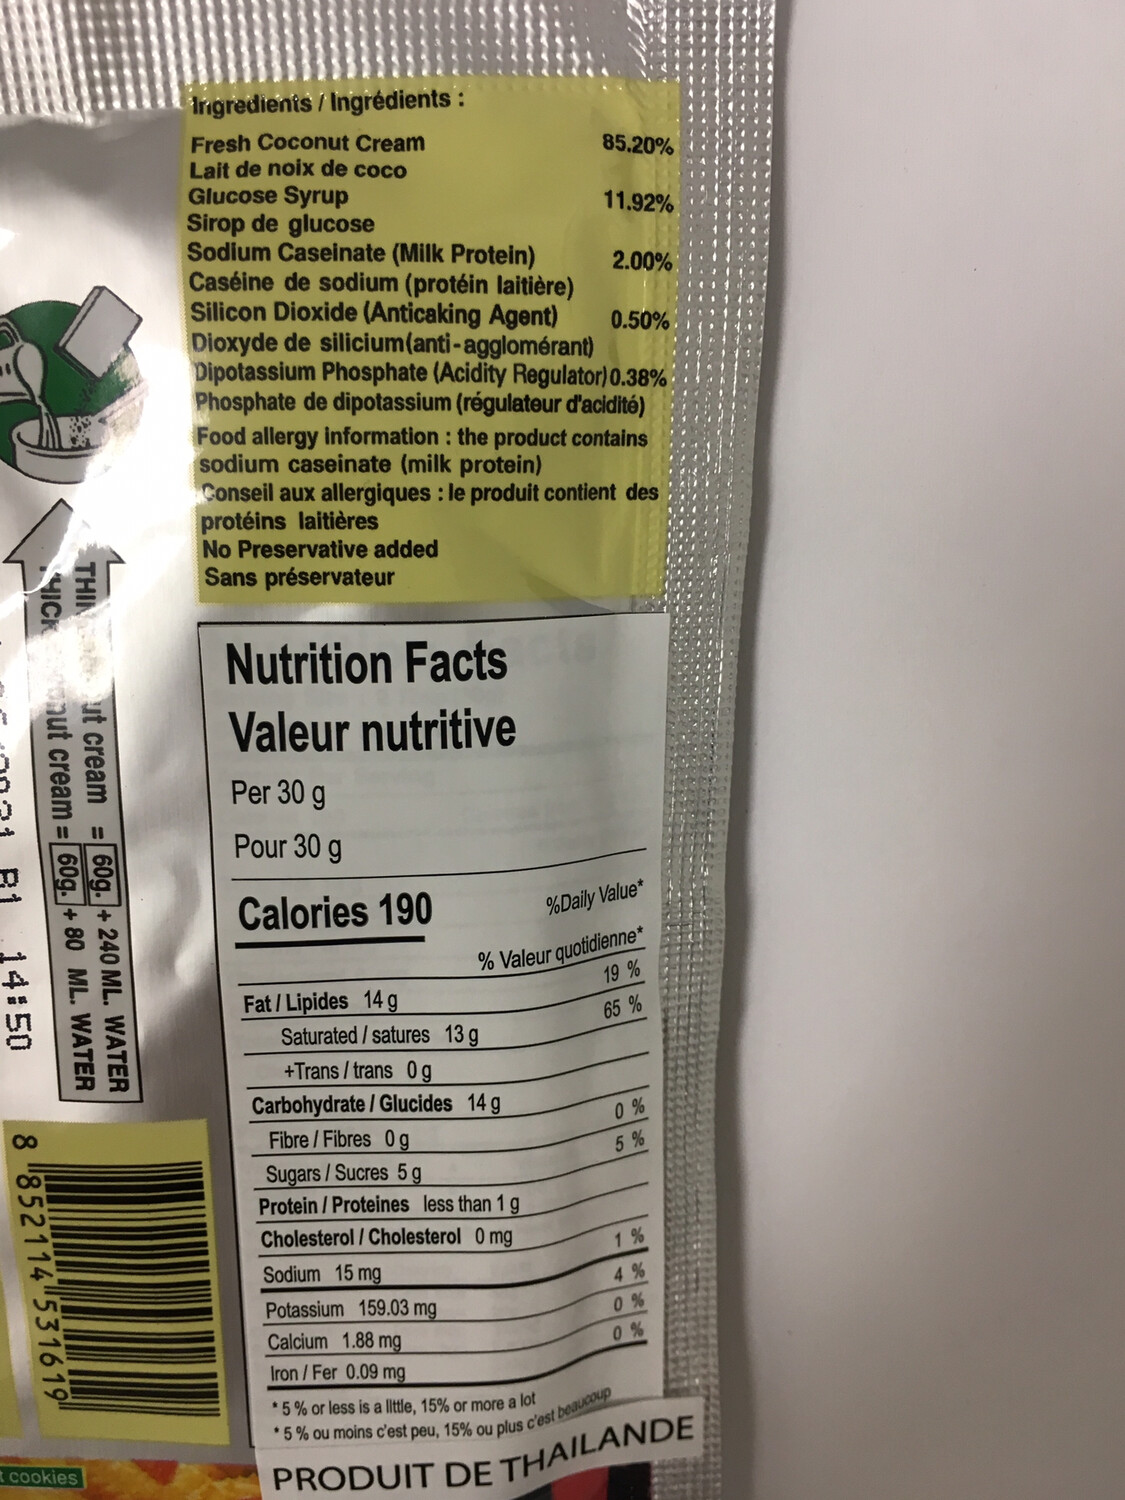 Ingredients / Ingrédients :
Fresh Coconut Cream 85.20%
Lait de noix de coco
Glucose Syrup 11.92%
Sirop de glucose
Sodium Caseinate (Milk Protein) 2.00%
Caséine de sodium (protéin laitière)
Silicon Dioxide (Anticaking Agent) 0.50%
Dioxyde de silicium(anti-agglomérant)
Dipotassium Phosphate (Acidity Regulator) 0.38%
Phosphate de dipotassium (régulateur d'acidité)
Food allergy information : the product contains
sodium caseinate (milk protein)
Conseil aux allergiques : le produit contient des
protéins laitières
No Preservative added
Sans préservateur
Nutrition Facts
Valeur nutritive
Per 30 g
Pour 30 g
Calories 190 %Daily Value*
% Valeur quotidienne*
Fat / Lipides 14 g 19 %
Saturated / satures 13 g 65 %
+Trans / trans 0 g
Carbohydrate / Glucides 14 g
Fibre / Fibres 0 g 0 %
Sugars / Sucres 5 g 5 %
Protein / Proteines less than 1 g
Cholesterol / Cholesterol 0 mg
Sodium 15 mg 1 %
Potassium 159.03 mg 4 %
Calcium 1.88 mg 0 %
Iron / Fer 0.09 mg 0 %
* 5 % or less is a little, 15% or more a lot
* 5 % ou moins c'est peu, 15% ou plus c'est beaucoup
PRODUIT DE THAILANDE
cream = 60g. + 240 ML. WATER
cream = 60g. + 80 ML. WATER
B1 14:50
8 852114 531619
cookies